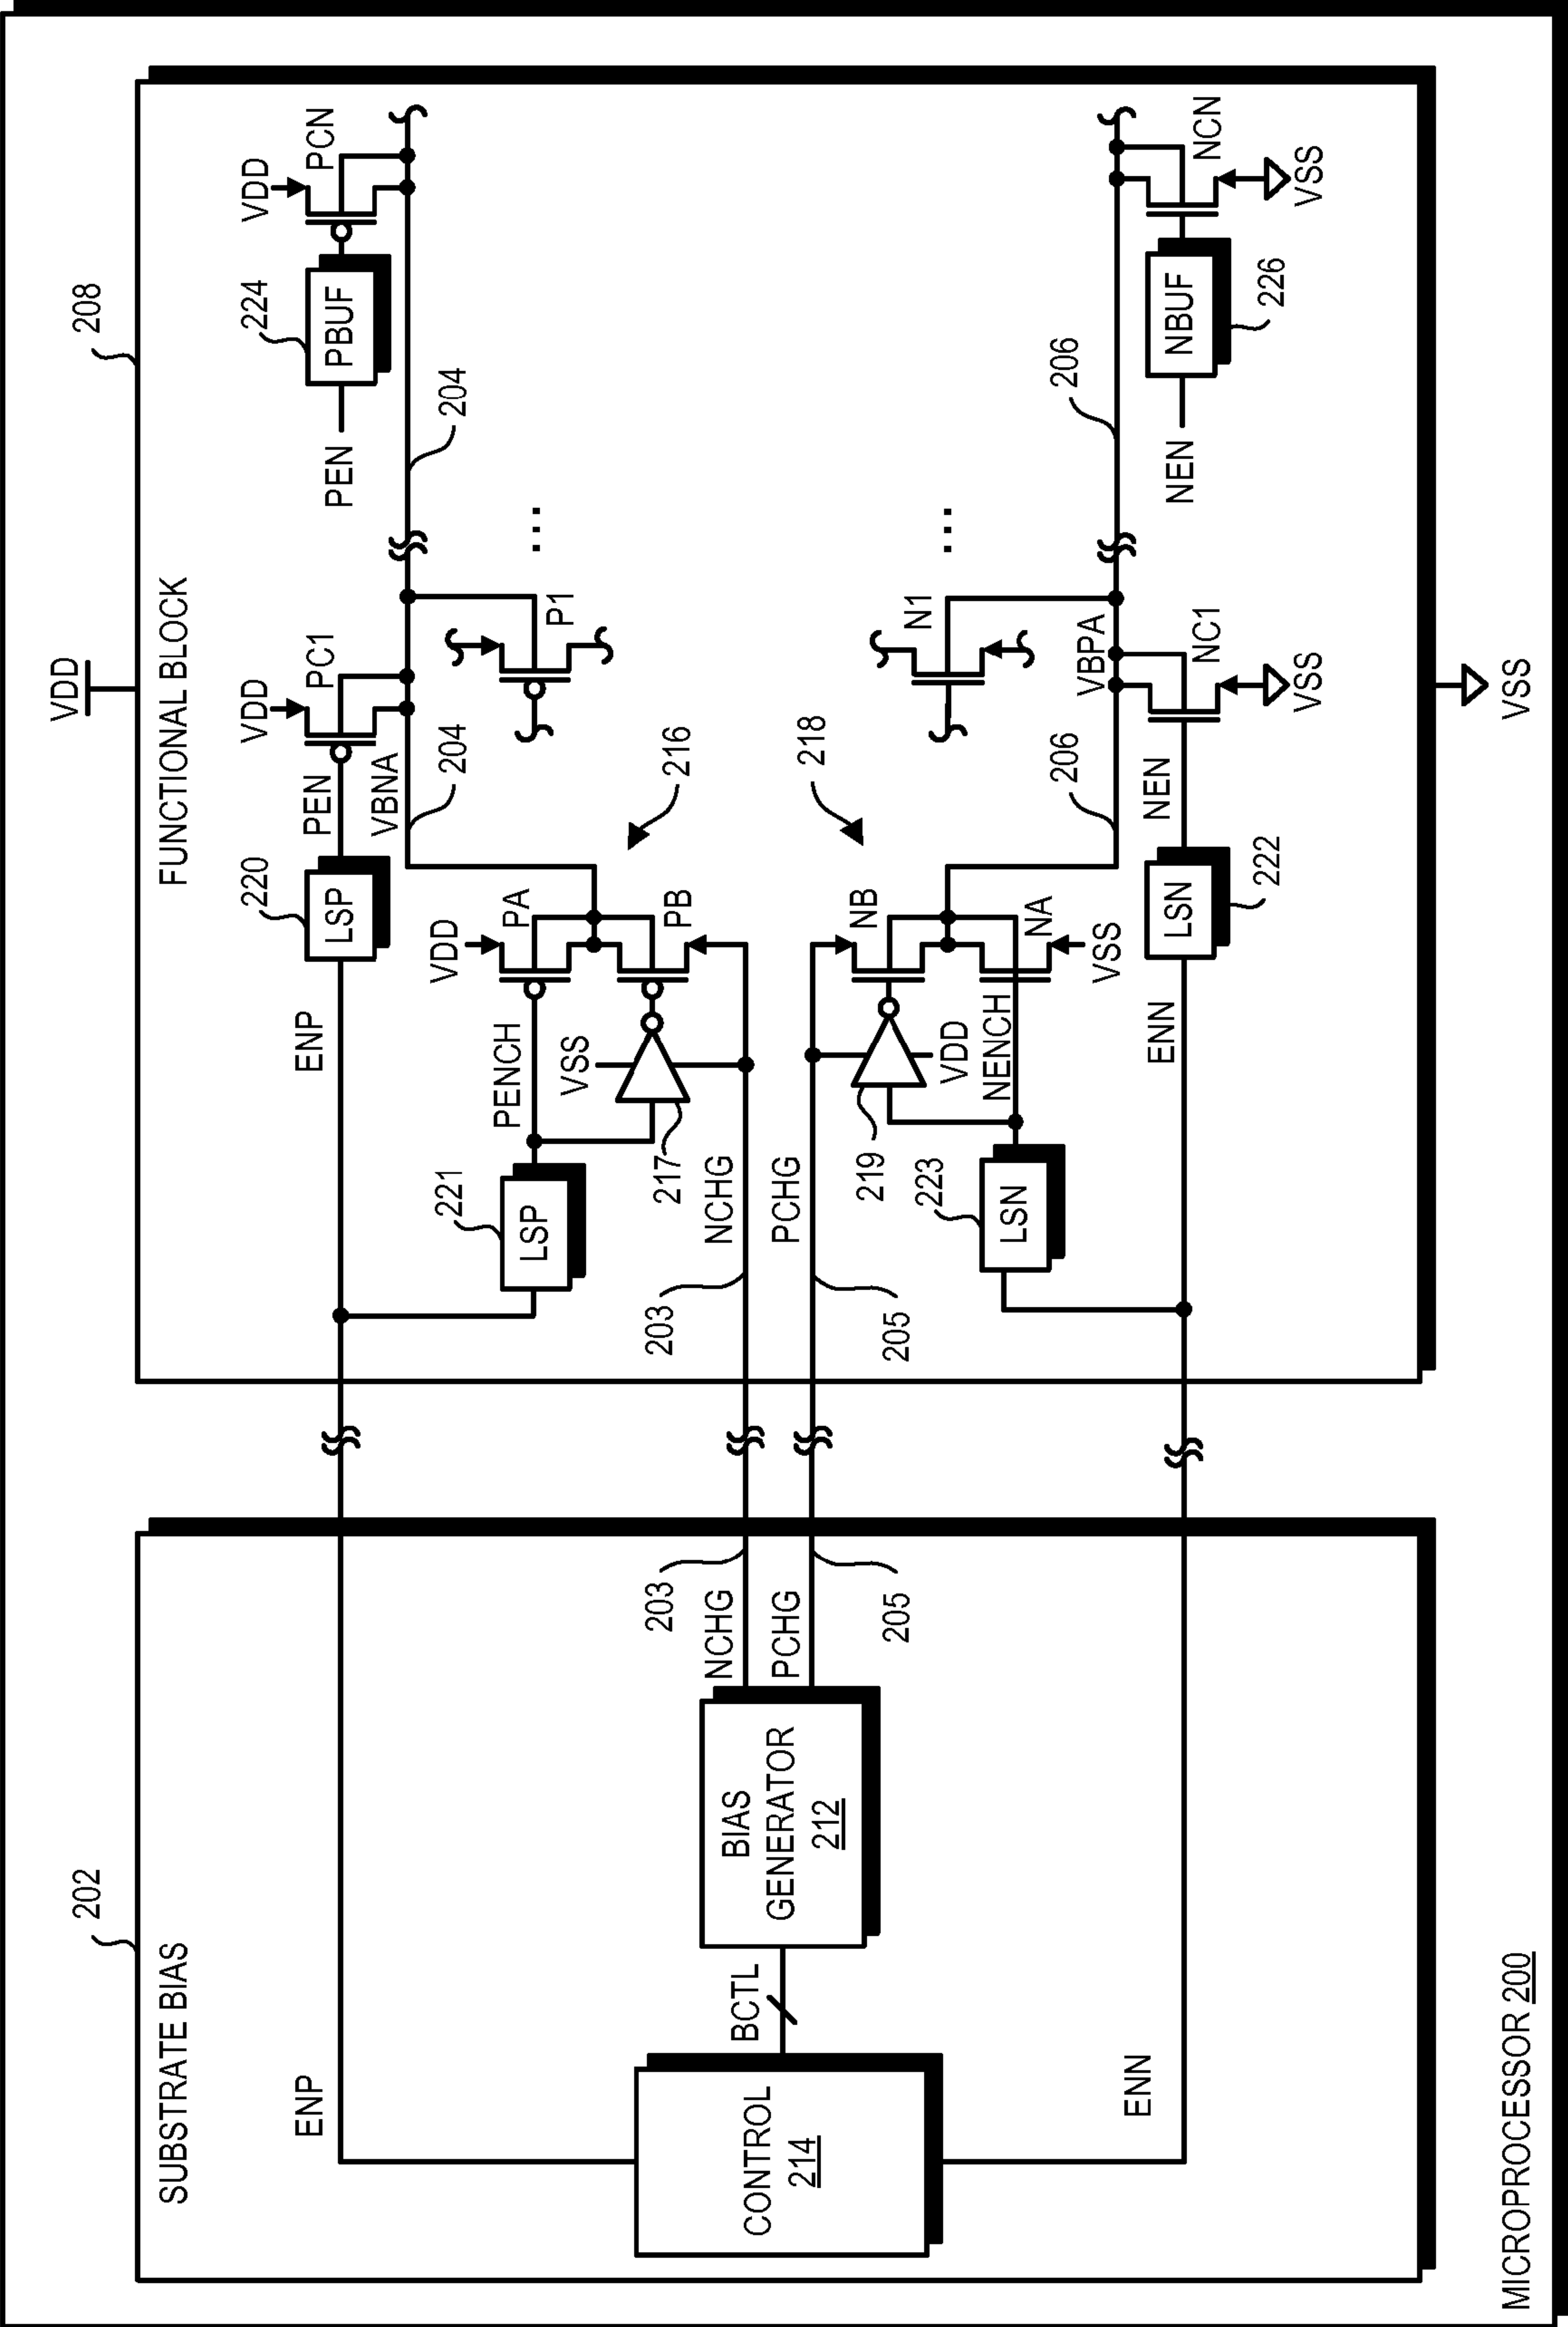 MICROPROCESSOR 200
202
SUBSTRATE BIAS
ENP
CONTROL
214
BCTL
BIAS
GENERATOR
212
NCHG
203
PCHG
205
ENN
VDD
208
FUNCTIONAL BLOCK
ENP
220
LSP
PEN
VDD
PC1
VBNA
204
204
PEN
224
PBUF
VDD
PCN
221
LSP
PENCH
VDD
PA
PB
VSS
217
216
P1
...
NCHG
203
PCHG
205
219
VDD
NB
218
N1
...
223
LSN
NENCH
NA
VSS
206
VBPA
206
ENN
LSN
222
NEN
NC1
VSS
NEN
NBUF
226
NCN
VSS
VSS